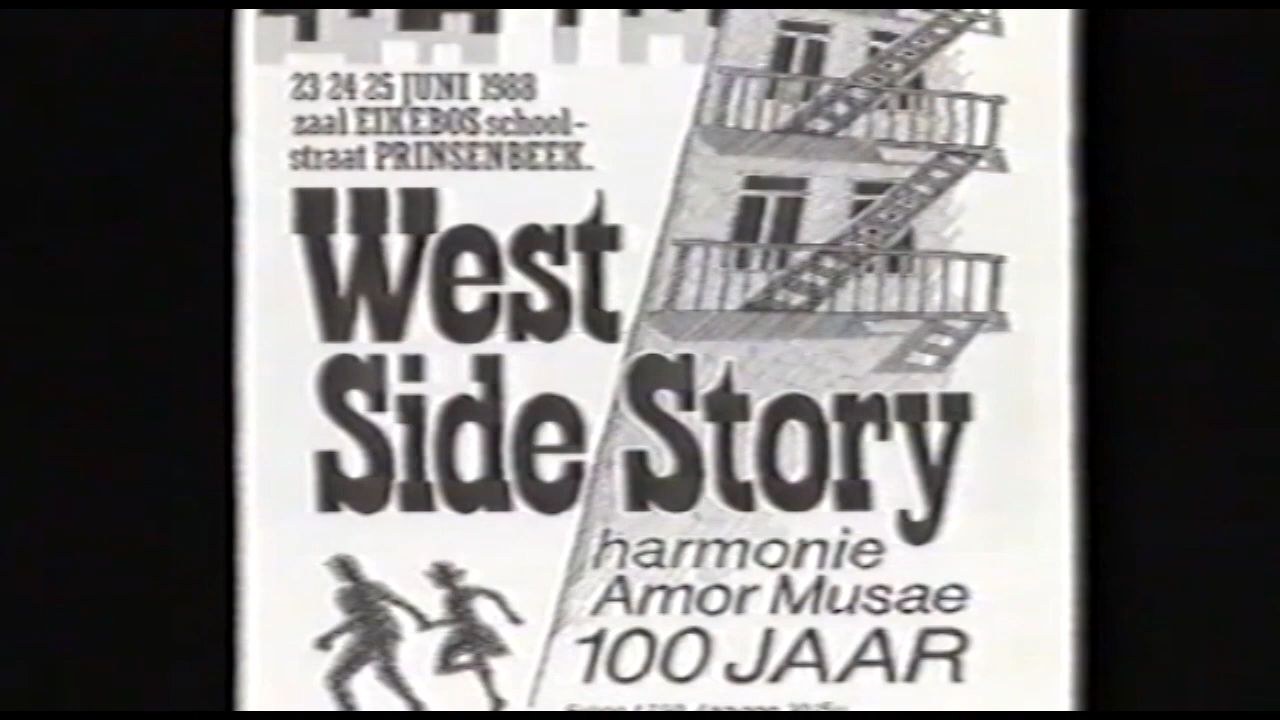 23 24 25 JUNI 1988
zaal EIKEBOS school-
straat PRINSENBEEK.
West
Side Story
harmonie
Amor Musae
100 JAAR